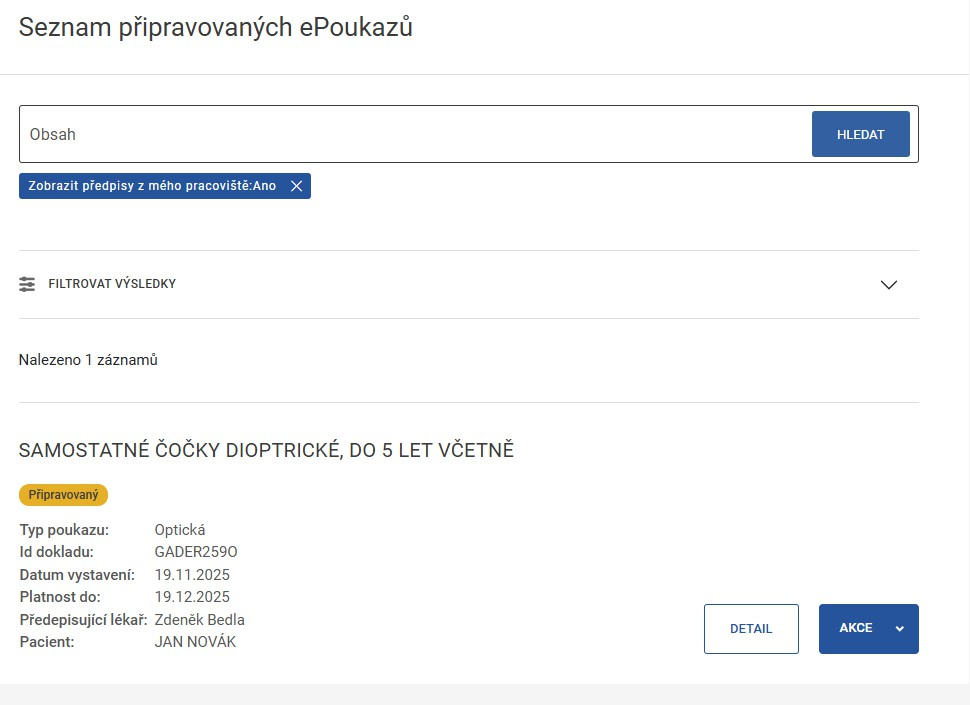 Seznam připravovaných ePoukazů
Obsah
HLEDAT
Zobrazit předpisy z mého pracoviště:Ano
FILTROVAT VÝSLEDKY
Nalezeno 1 záznamů
SAMOSTATNÉ ČOČKY DIOPTRICKÉ, DO 5 LET VČETNĚ
Připravovaný
Typ poukazu: Optická
Id dokladu: GADER259O
Datum vystavení: 19.11.2025
Platnost do: 19.12.2025
Předepisující lékař: Zdeněk Bedla
Pacient: JAN NOVÁK
DETAIL
AKCE